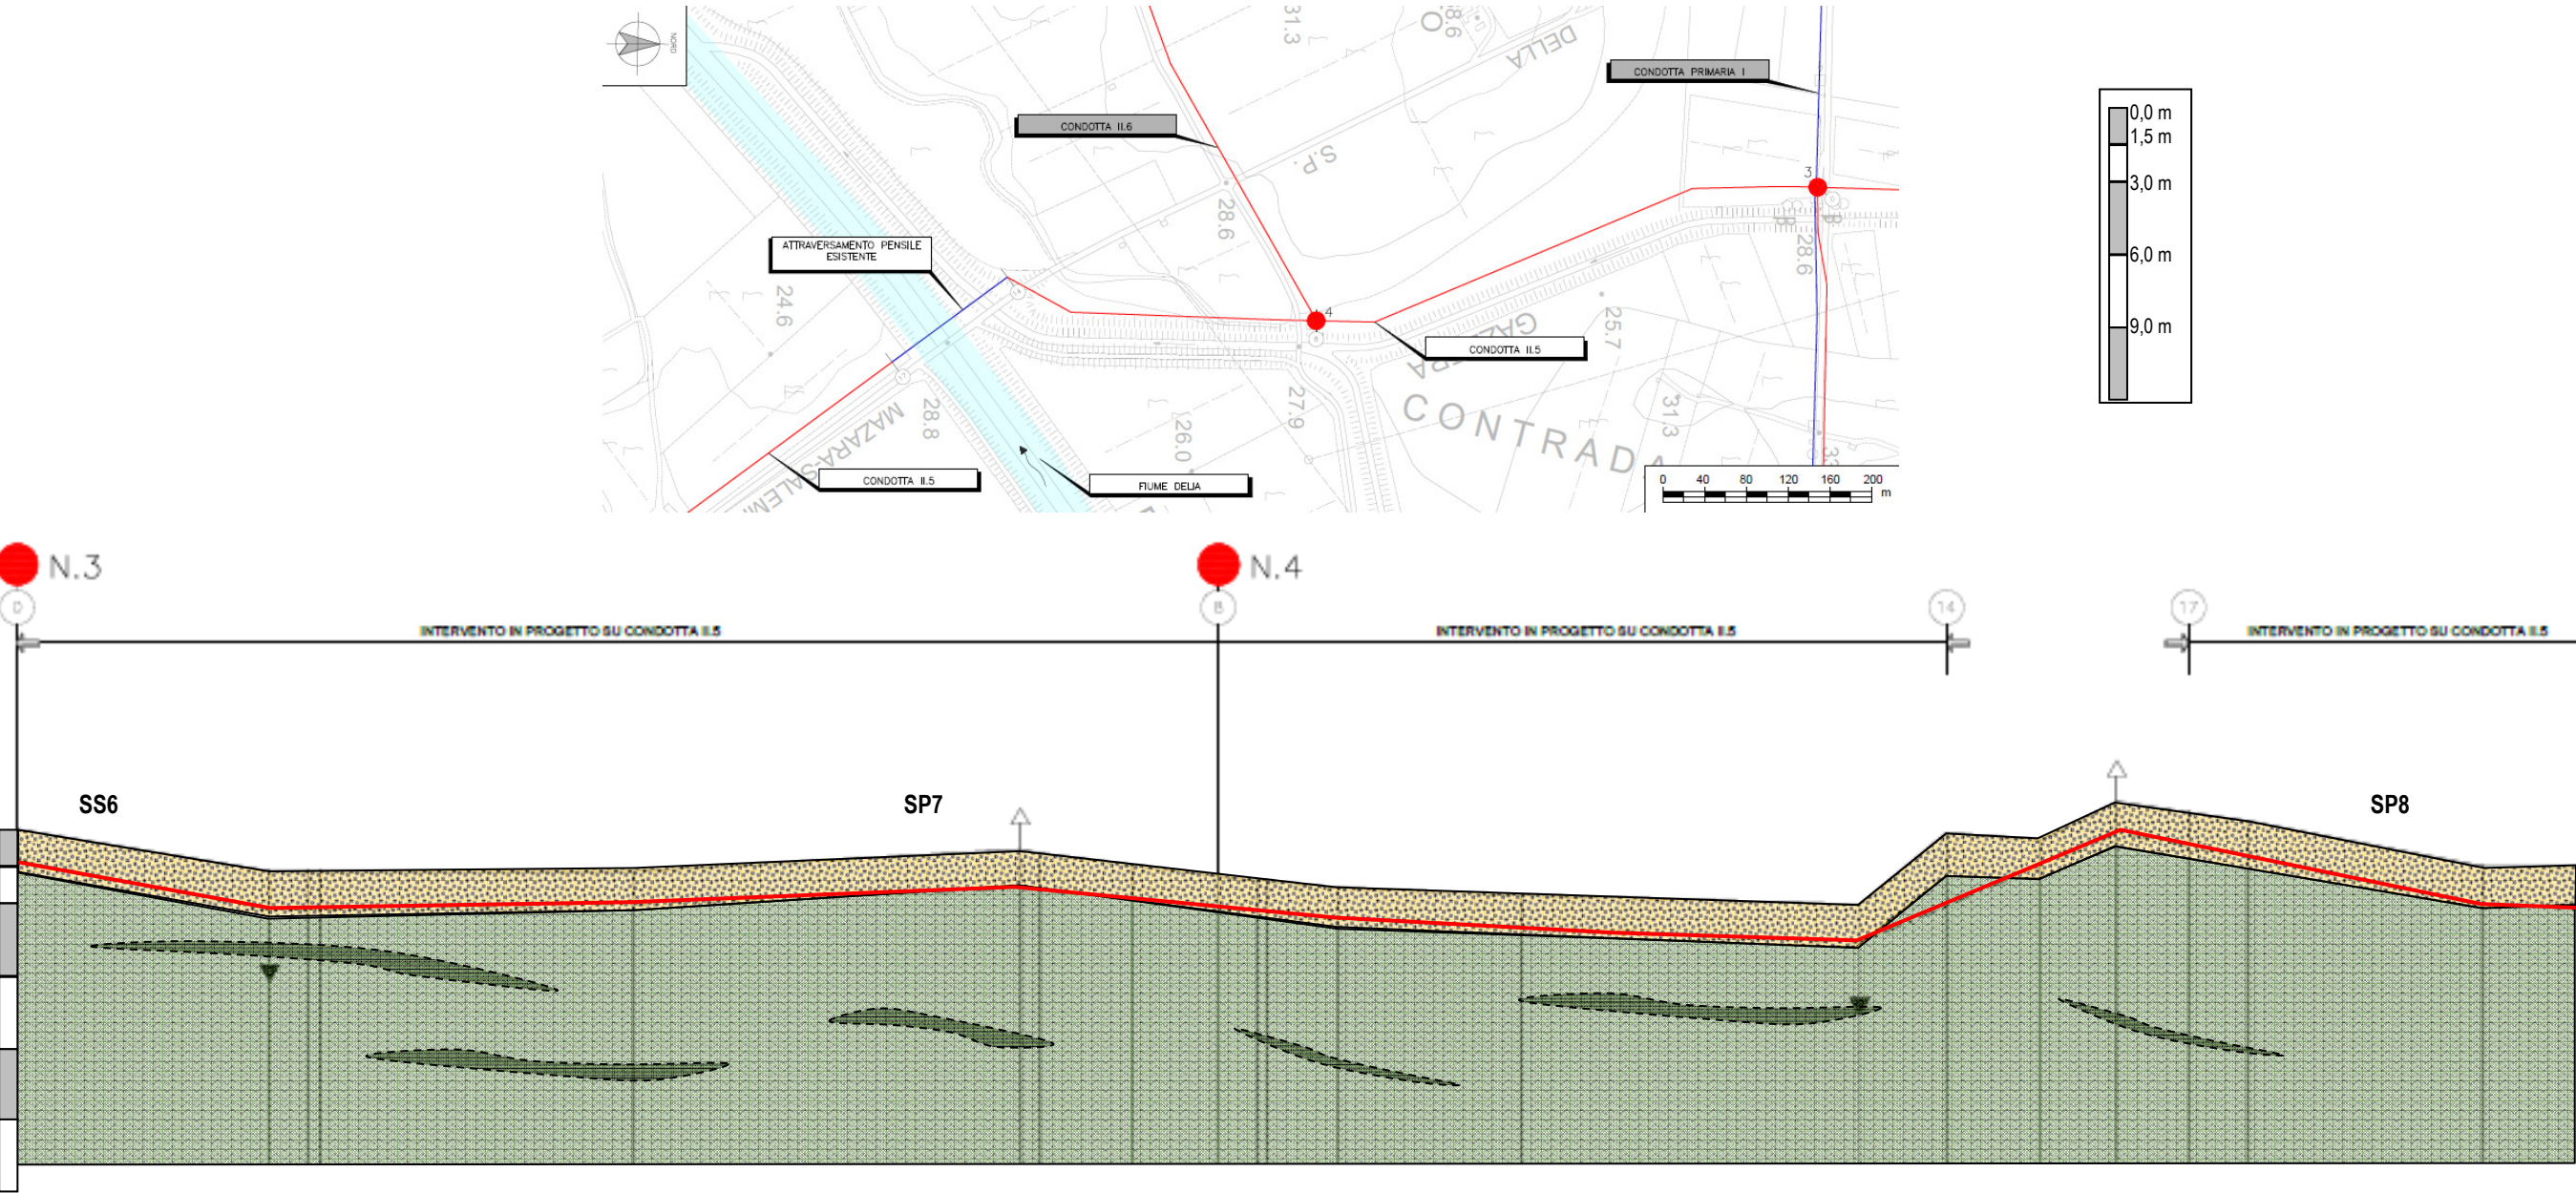 NORD
31.3
8.6
O
DELLA
CONDOTTA PRIMARIA I
0,0 m
1,5 m
3,0 m
6,0 m
9,0 m
CONDOTTA II.6
S.P.
3
28.6
28.6
ATTRAVERSAMENTO PENSILE
ESISTENTE
14
24.6
4
CONDOTTA II.5
25.7
17
28.8
MAZARA-SALEMI
26.0
27.9
CONTRADA
31.3
CONDOTTA II.5
FIUME DELIA
0 40 80 120 160 200
m
N.3
N.4
D
B
14
17
INTERVENTO IN PROGETTO SU CONDOTTA II.5
INTERVENTO IN PROGETTO SU CONDOTTA II.5
INTERVENTO IN PROGETTO SU CONDOTTA II.5
SS6
SP7
SP8